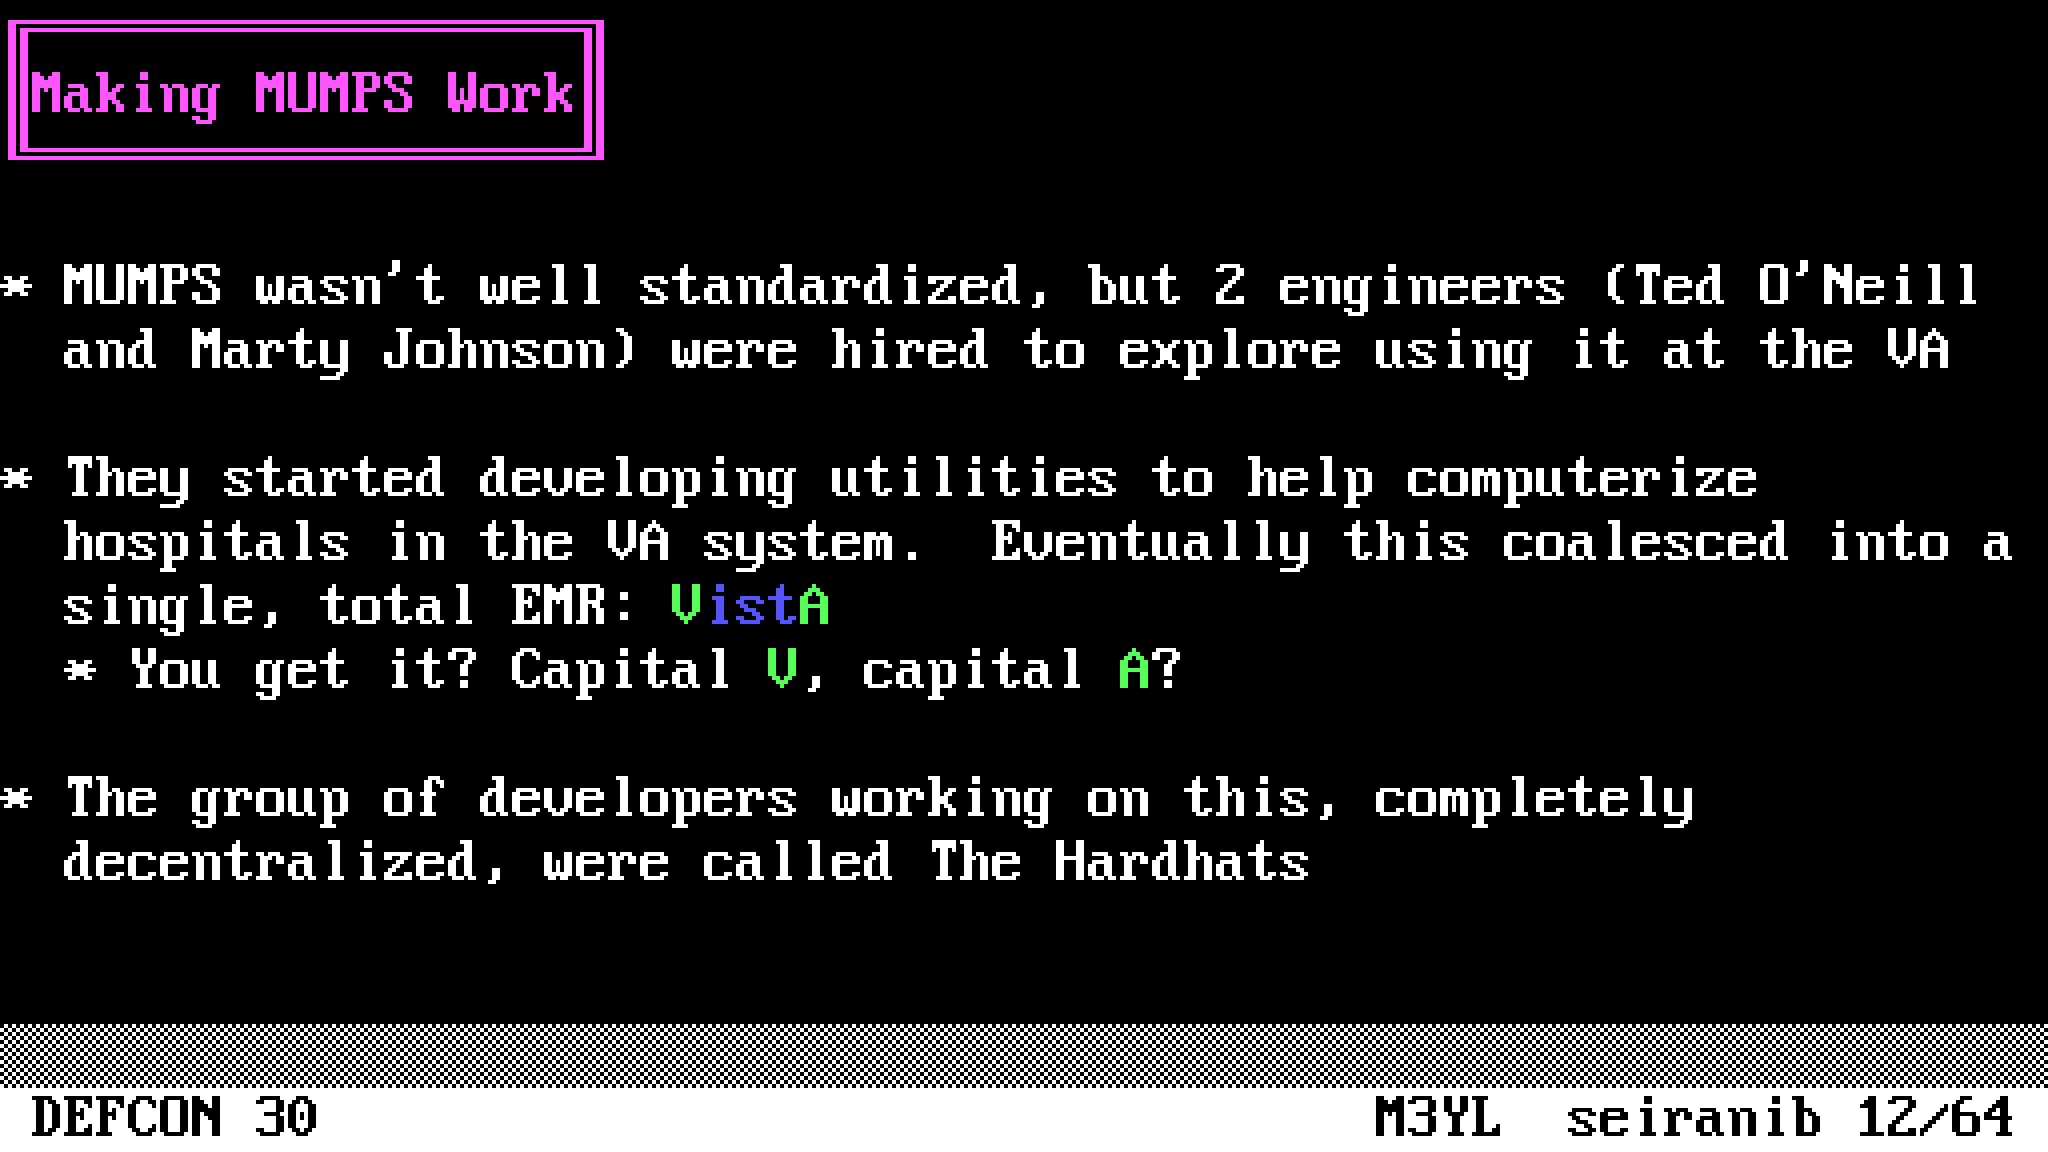 Making MUMPS Work
* MUMPS wasn't well standardized, but 2 engineers (Ted O'Neill
and Marty Johnson) were hired to explore using it at the VA
* They started developing utilities to help computerize
hospitals in the VA system.  Eventually this coalesced into a
single, total EMR: VistA
* You get it? Capital V, capital A?
* The group of developers working on this, completely
decentralized, were called The Hardhats
DEFCON 30
M3YL  seiranib 12/64